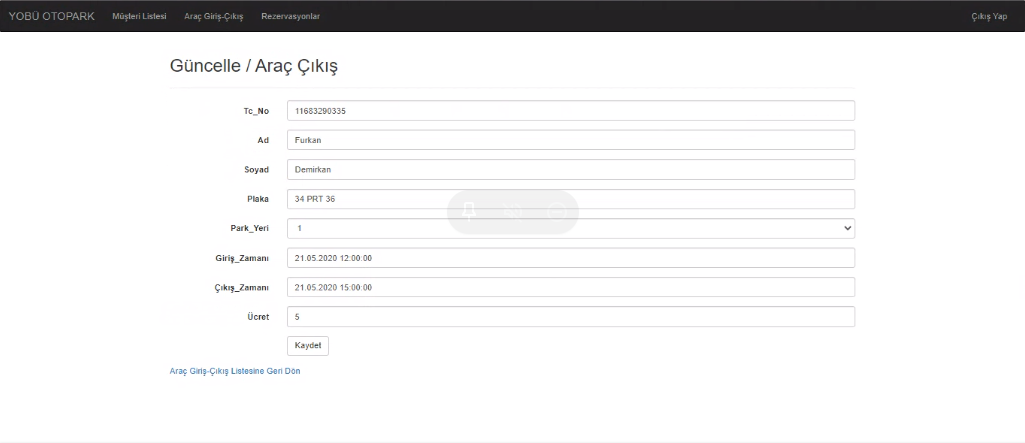 YOBÜ OTOPARK Müşteri Listesi Araç Giriş-Çıkış Rezervasyonlar Çıkış Yap
Güncelle / Araç Çıkış
Tc_No 11683290335
Ad Furkan
Soyad Demirkan
Plaka 34 PRT 36
Park_Yeri 1
Giriş_Zamanı 21.05.2020 12:00:00
Çıkış_Zamanı 21.05.2020 15:00:00
Ücret 5
Kaydet
Araç Giriş-Çıkış Listesine Geri Dön